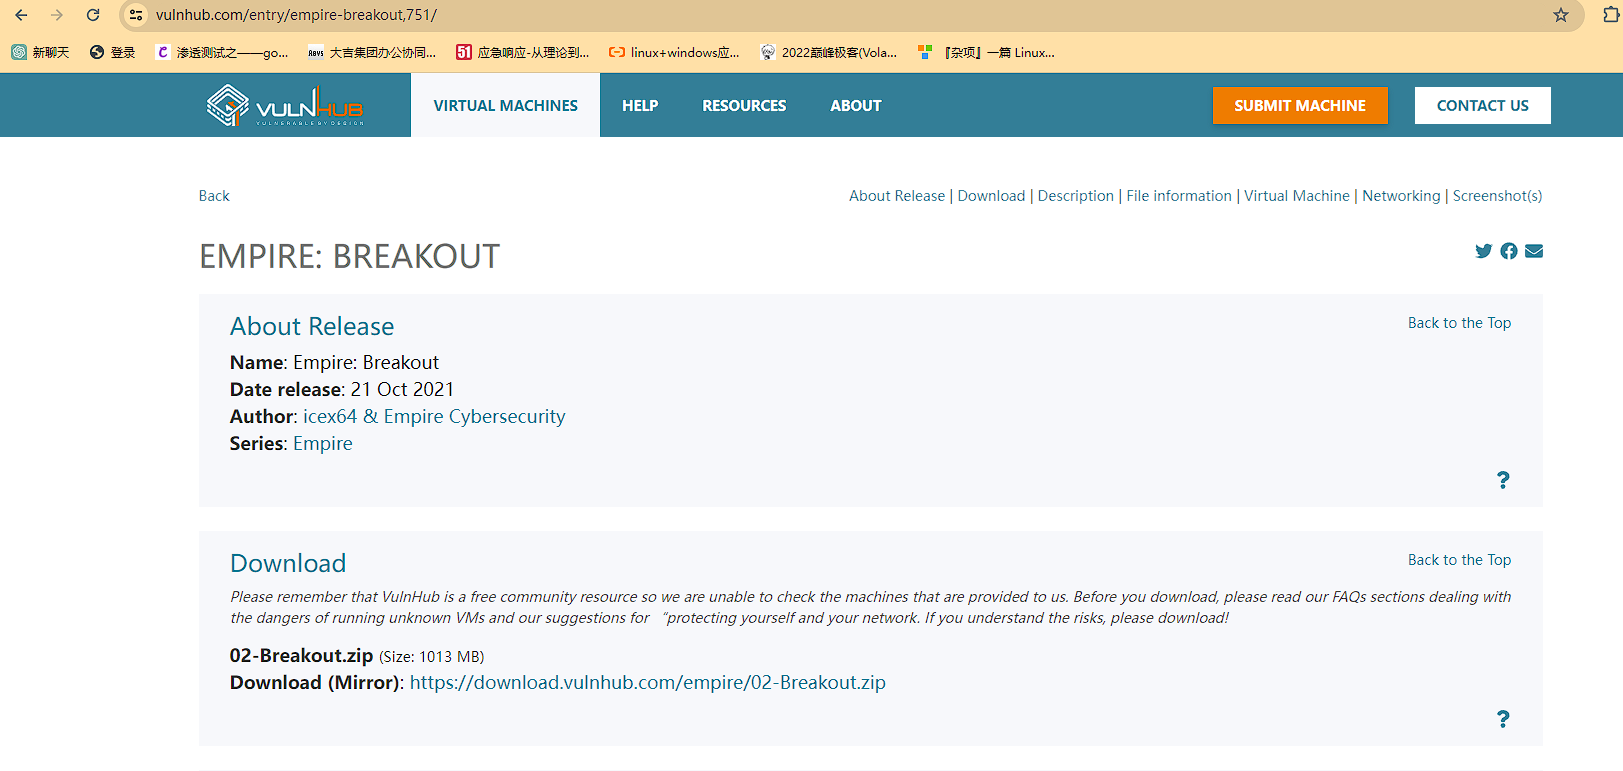 vulnhub.com/entry/empire-breakout,751/
新聊天 登录 渗透测试之——go... 大吉集团办公协同... 51 应急响应-从理论到... linux+windows应... 2022巅峰极客(Vola... 『杂项』一篇 Linux...
VULNHUB VIRTUAL MACHINES HELP RESOURCES ABOUT SUBMIT MACHINE CONTACT US
VULNERABLE BY DESIGN
Back About Release | Download | Description | File information | Virtual Machine | Networking | Screenshot(s)
EMPIRE: BREAKOUT
About Release Back to the Top
Name: Empire: Breakout
Date release: 21 Oct 2021
Author: icex64 & Empire Cybersecurity
Series: Empire
?
Download Back to the Top
Please remember that VulnHub is a free community resource so we are unable to check the machines that are provided to us. Before you download, please read our FAQs sections dealing with
the dangers of running unknown VMs and our suggestions for “protecting yourself and your network. If you understand the risks, please download!
02-Breakout.zip (Size: 1013 MB)
Download (Mirror): https://download.vulnhub.com/empire/02-Breakout.zip
?